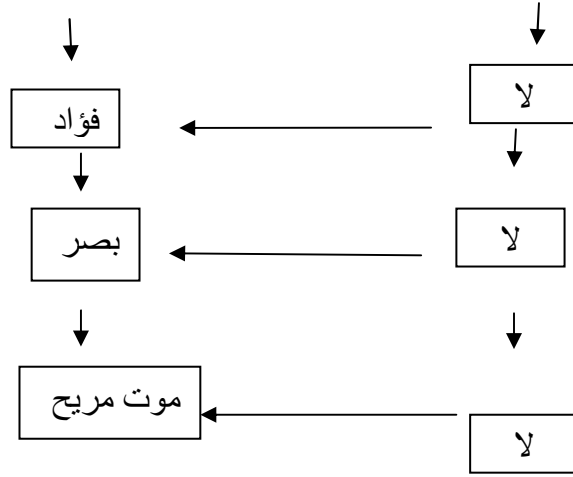 لا
فؤاد
لا
بصر
موت مريح
لا